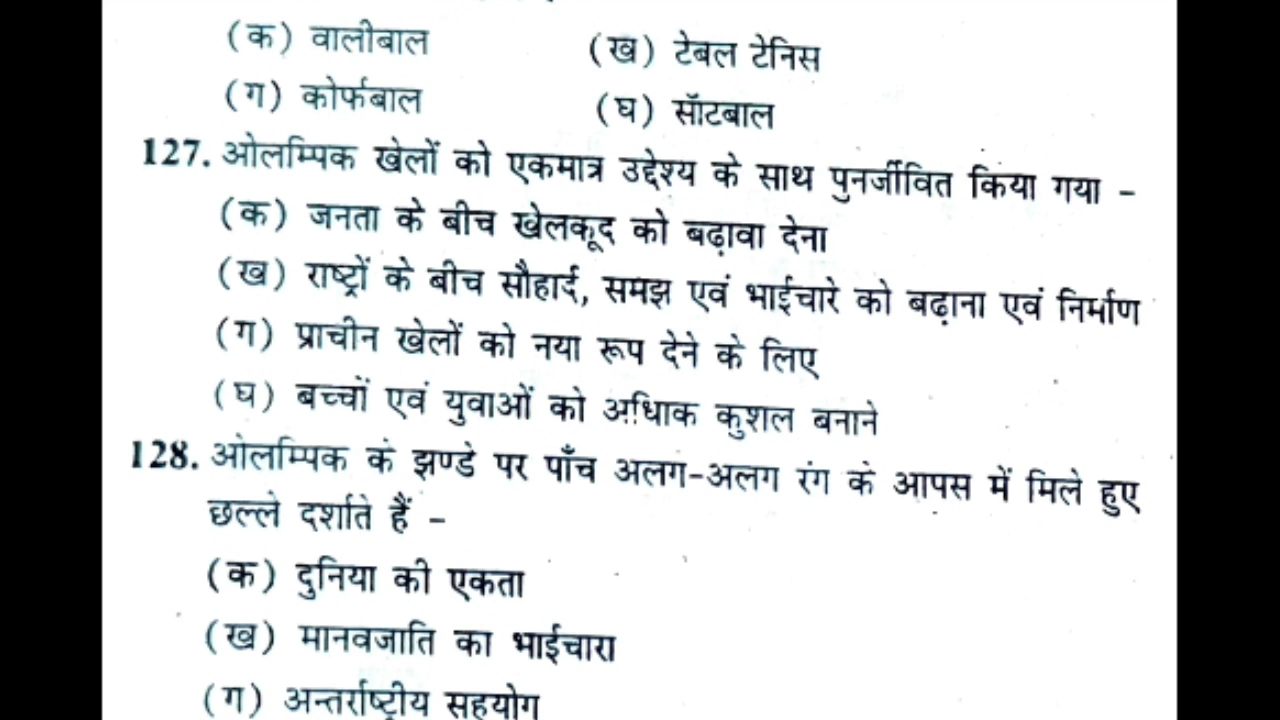 (क) वालीबाल (ख) टेबल टेनिस
(ग) कोर्फबाल (घ) सॉटबाल
127. ओलम्पिक खेलों को एकमात्र उद्देश्य के साथ पुनर्जीवित किया गया -
(क) जनता के बीच खेलकूद को बढ़ावा देना
(ख) राष्ट्रों के बीच सौहार्द, समझ एवं भाईचारे को बढ़ाना एवं निर्माण
(ग) प्राचीन खेलों को नया रूप देने के लिए
(घ) बच्चों एवं युवाओं को अधिाक कुशल बनाने
128. ओलम्पिक के झण्डे पर पाँच अलग-अलग रंग के आपस में मिले हुए
छल्ले दर्शाते हैं -
(क) दुनिया की एकता
(ख) मानवजाति का भाईचारा
(ग) अन्तर्राष्ट्रीय सहयोग